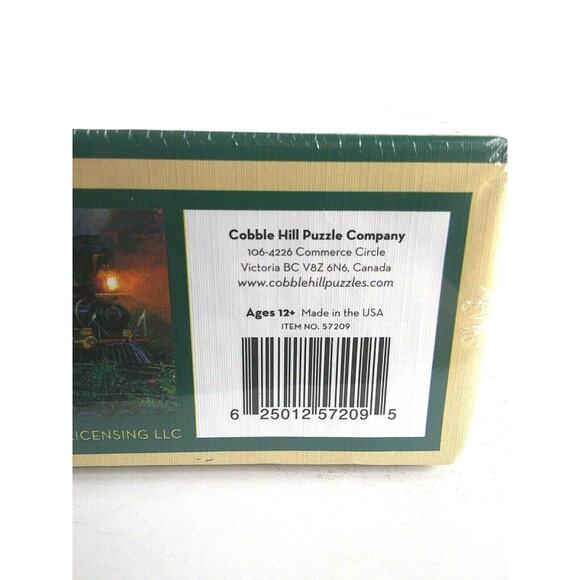 Cobble Hill Puzzle Company
106-4226 Commerce Circle
Victoria BC V8Z 6N6, Canada
www.cobblehillpuzzles.com
Ages 12+ Made in the USA
ITEM NO. 57209
6 25012 57209 5
LICENSING LLC